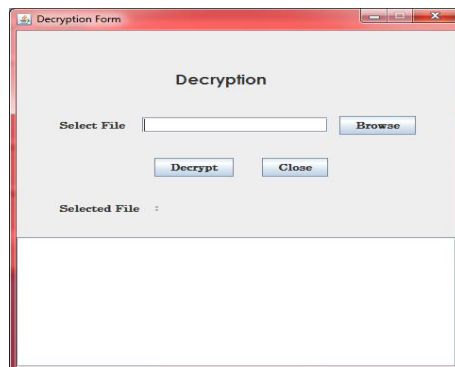 Decryption Form
Decryption
Select File Browse
Decrypt Close
Selected File :